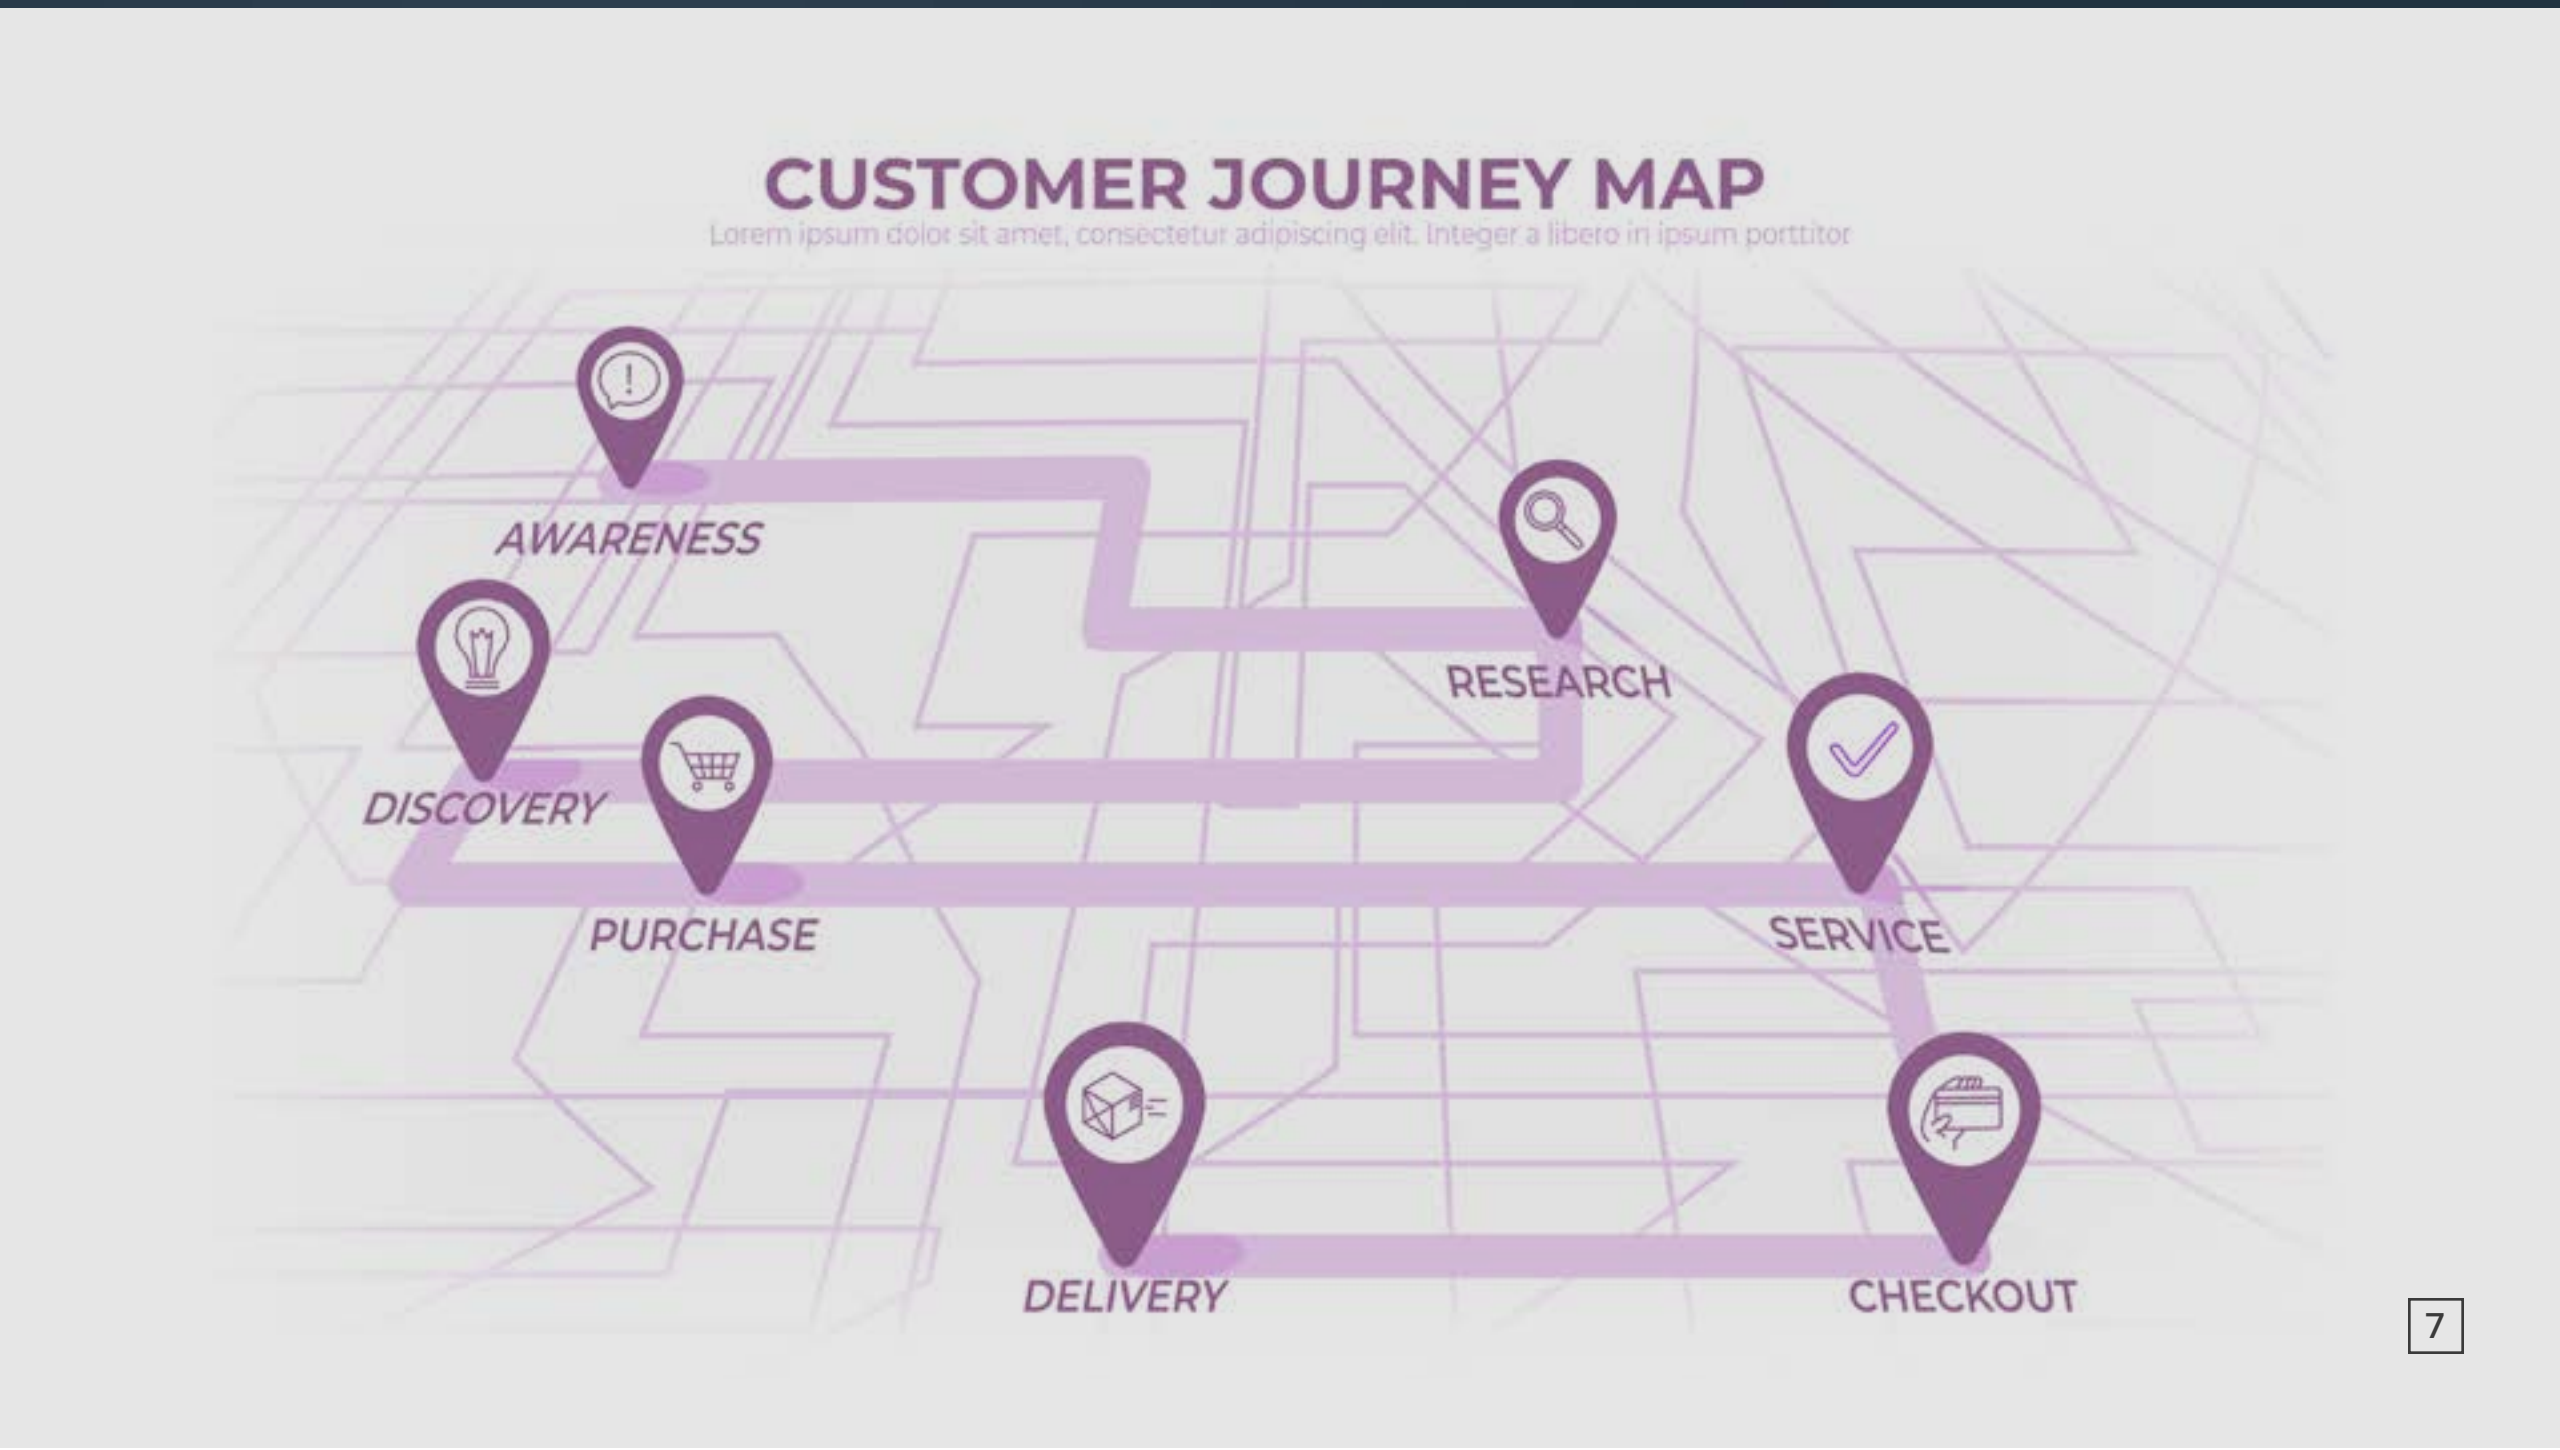 CUSTOMER JOURNEY MAP
Lorem ipsum dolor sit amet, consectetur adipiscing elit. Integer a libero in ipsum porttitor
!
AWARENESS
RESEARCH
DISCOVERY
PURCHASE
SERVICE
DELIVERY
CHECKOUT
7